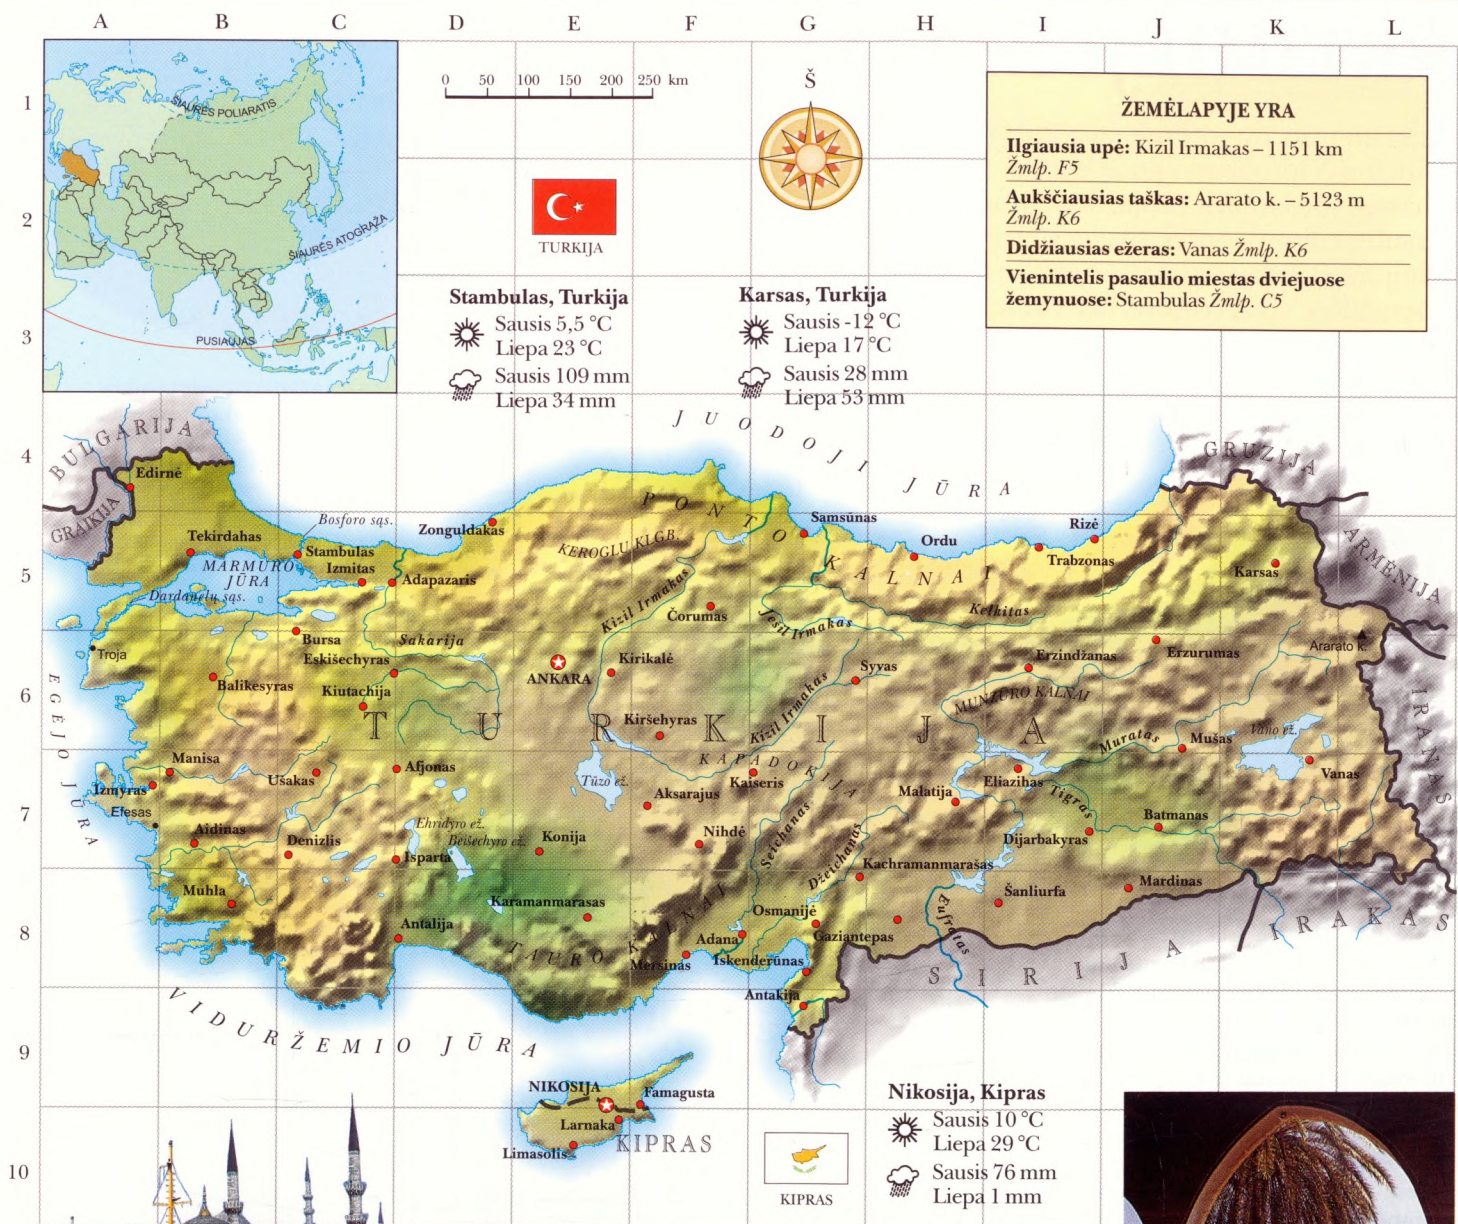 A B C D E F G H I J K L
1
2
3
4
5
6
7
8
9
10
ŠIAURĖS POLIARATIS
ŠIAURĖS ATOGRĄŽA
PUSIAUJAS
0 50 100 150 200 250 km
Š
TURKIJA
ŽEMĖLAPYJE YRA
Ilgiausia upė: Kizil Irmakas – 1151 km
Žmlp. F5
Aukščiausias taškas: Ararato k. – 5123 m
Žmlp. K6
Didžiausias ežeras: Vanas Žmlp. K6
Vienintelis pasaulio miestas dviejuose
žemynuose: Stambulas Žmlp. C5
Stambulas, Turkija
Sausis 5,5 °C
Liepa 23 °C
Sausis 109 mm
Liepa 34 mm
Karsas, Turkija
Sausis -12 °C
Liepa 17 °C
Sausis 28 mm
Liepa 53 mm
JUODOJI JŪRA
BULGARIJA
GRAIKIJA
GRUZIJA
ARMĖNIJA
IRANAS
IRAKAS
SIRIJA
EGĖJO JŪRA
VIDURŽEMIO JŪRA
MARMURO
JŪRA
Bosforo sąs.
Dardanelų sąs.
TURKIJA
PONTO KALNAI
KEROGLU KLGB.
MUNZŪRO KALNAI
KAPADOKIJA
TAURO KALNAI
Edirnė
Tekirdahas
Stambulas
Izmitas
Adapazaris
Zonguldakas
Samsūnas
Ordu
Rizė
Trabzonas
Karsas
Kizil Irmakas
Čorumas
Ješil Irmakas
Kelkitas
Troja
Bursa
Eskišechyras
Sakarija
ANKARA
Kirikalė
Syvas
Erzindžanas
Erzurumas
Ararato k.
Balikesyras
Kiutachija
Kiršehyras
Kizil Irmakas
Muratas
Mušas
Vano ež.
Manisa
Ušakas
Afjonas
Tūzo ež.
Kaiseris
Eliazihas
Vanas
Izmyras
Efesas
Aksarajus
Malatija
Tigras
Batmanas
Aidinas
Denizlis
Ehridyro ež.
Beišechyro ež.
Konija
Nihdė
Seichanas
Džeichanas
Dijarbakyras
Isparta
Kachramanmarašas
Mardinas
Muhla
Karamanmarasas
Osmanijė
Šanliurfa
Eufratas
Antalija
Adana
Gaziantepas
Mersinas
Iskenderūnas
Antakija
NIKOSIJA
Famagusta
Larnaka
Limasolis
KIPRAS
Nikosija, Kipras
Sausis 10 °C
Liepa 29 °C
Sausis 76 mm
Liepa 1 mm
KIPRAS